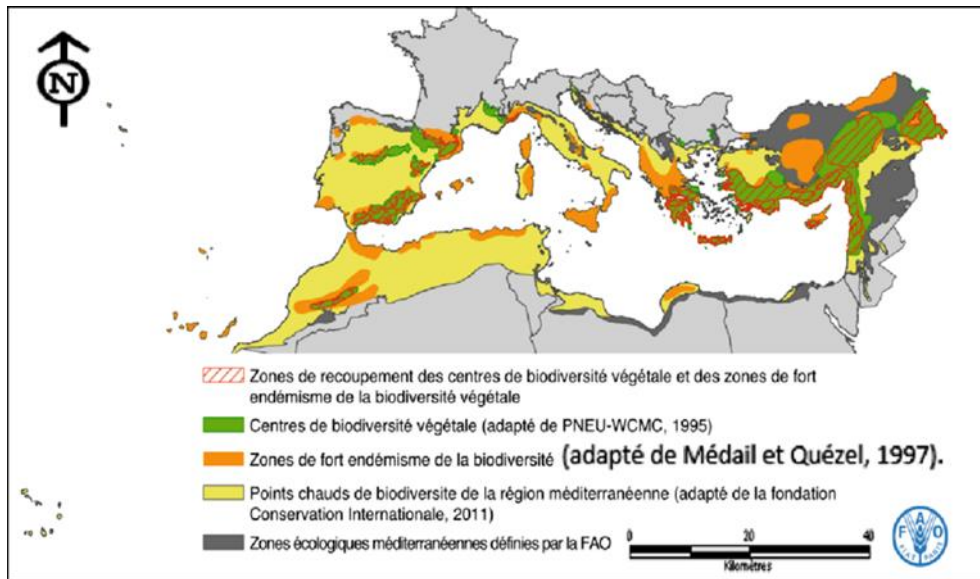 N
Zones de recoupement des centres de biodiversité végétale et des zones de fort
endémisme de la biodiversité végétale
Centres de biodiversité végétale (adapté de PNEU-WCMC, 1995)
Zones de fort endémisme de la biodiversité (adapté de Médail et Quézel, 1997).
Points chauds de biodiversite de la région méditerranéenne (adapté de la fondation
Conservation Internationale, 2011)
Zones écologiques méditerranéennes définies par la FAO
0 20 40
Kilomètres
F A O
FIAT PANIS